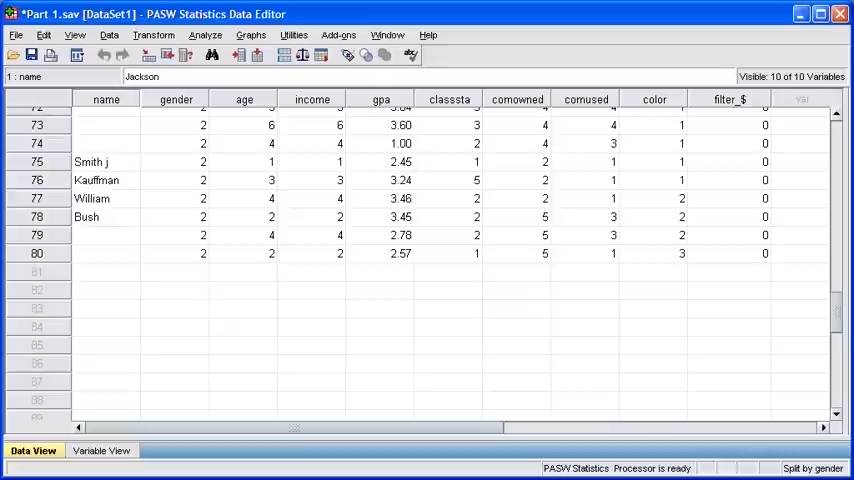 *Part 1.sav [DataSet1] - PASW Statistics Data Editor
File Edit View Data Transform Analyze Graphs Utilities Add-ons Window Help
1 : name Jackson Visible: 10 of 10 Variables
name gender age income gpa classsta comowned comused color filter_$ var
73 2 6 6 3.60 3 4 4 1 0
74 2 4 4 1.00 2 4 3 1 0
75 Smith j 2 1 1 2.45 1 2 1 1 0
76 Kauffman 2 3 3 3.24 5 2 1 1 0
77 William 2 4 4 3.46 2 2 1 2 0
78 Bush 2 2 2 3.45 2 5 3 2 0
79 2 4 4 2.78 2 5 3 2 0
80 2 2 2 2.57 1 5 1 3 0
81
82
83
84
85
86
87
88
Data View Variable View
PASW Statistics Processor is ready Split by gender